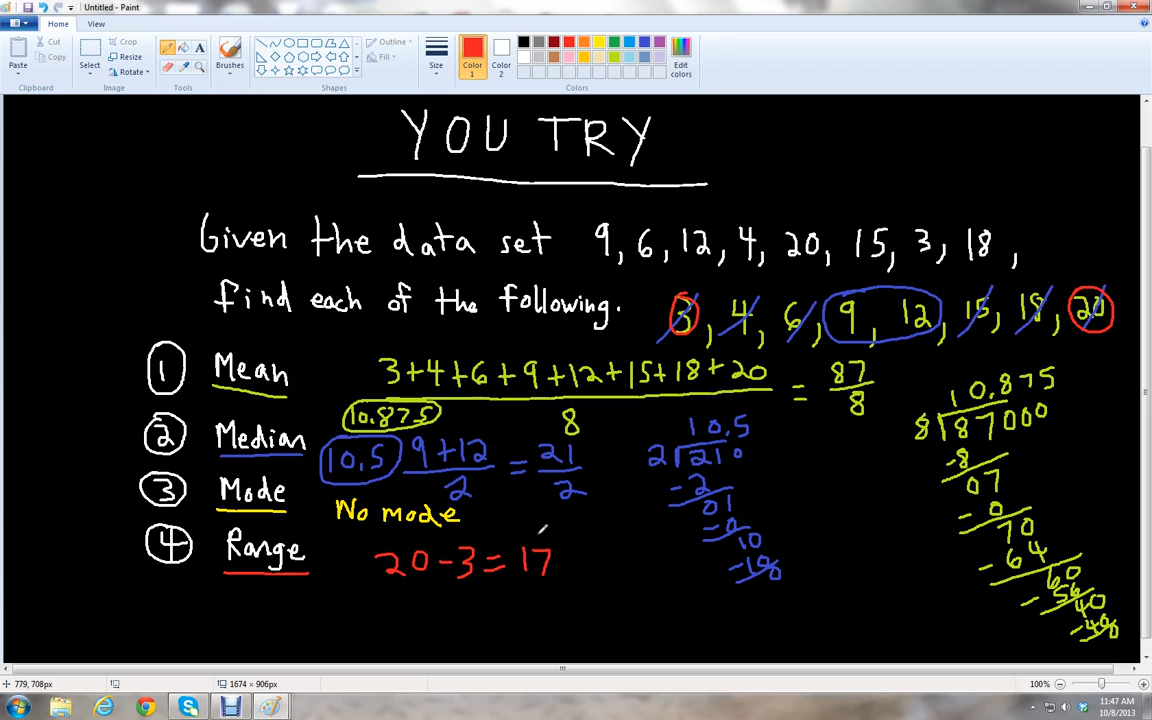 Untitled - Paint
Home View
Paste Cut Copy
Select Crop Resize Rotate
Brushes
Outline Fill
Size
Color 1 Color 2
Edit colors
Clipboard Image Tools Shapes Colors
YOU TRY
Given the data set 9, 6, 12, 4, 20, 15, 3, 18,
find each of the following.
3, 4, 6, 9, 12, 15, 18, 20
1 Mean 3+4+6+9+12+15+18+20 = 87
8 8
10.875
2 Median 10.5 9+12 = 21
2 2
3 Mode No mode
4 Range 20-3=17
10.5
2 210
-2
01
-0
10
-10
0
10.875
8 87000
-8
07
-0
70
-64
60
-56
40
-40
0
779, 708px 1674 × 906px 100%
11:47 AM
10/8/2013